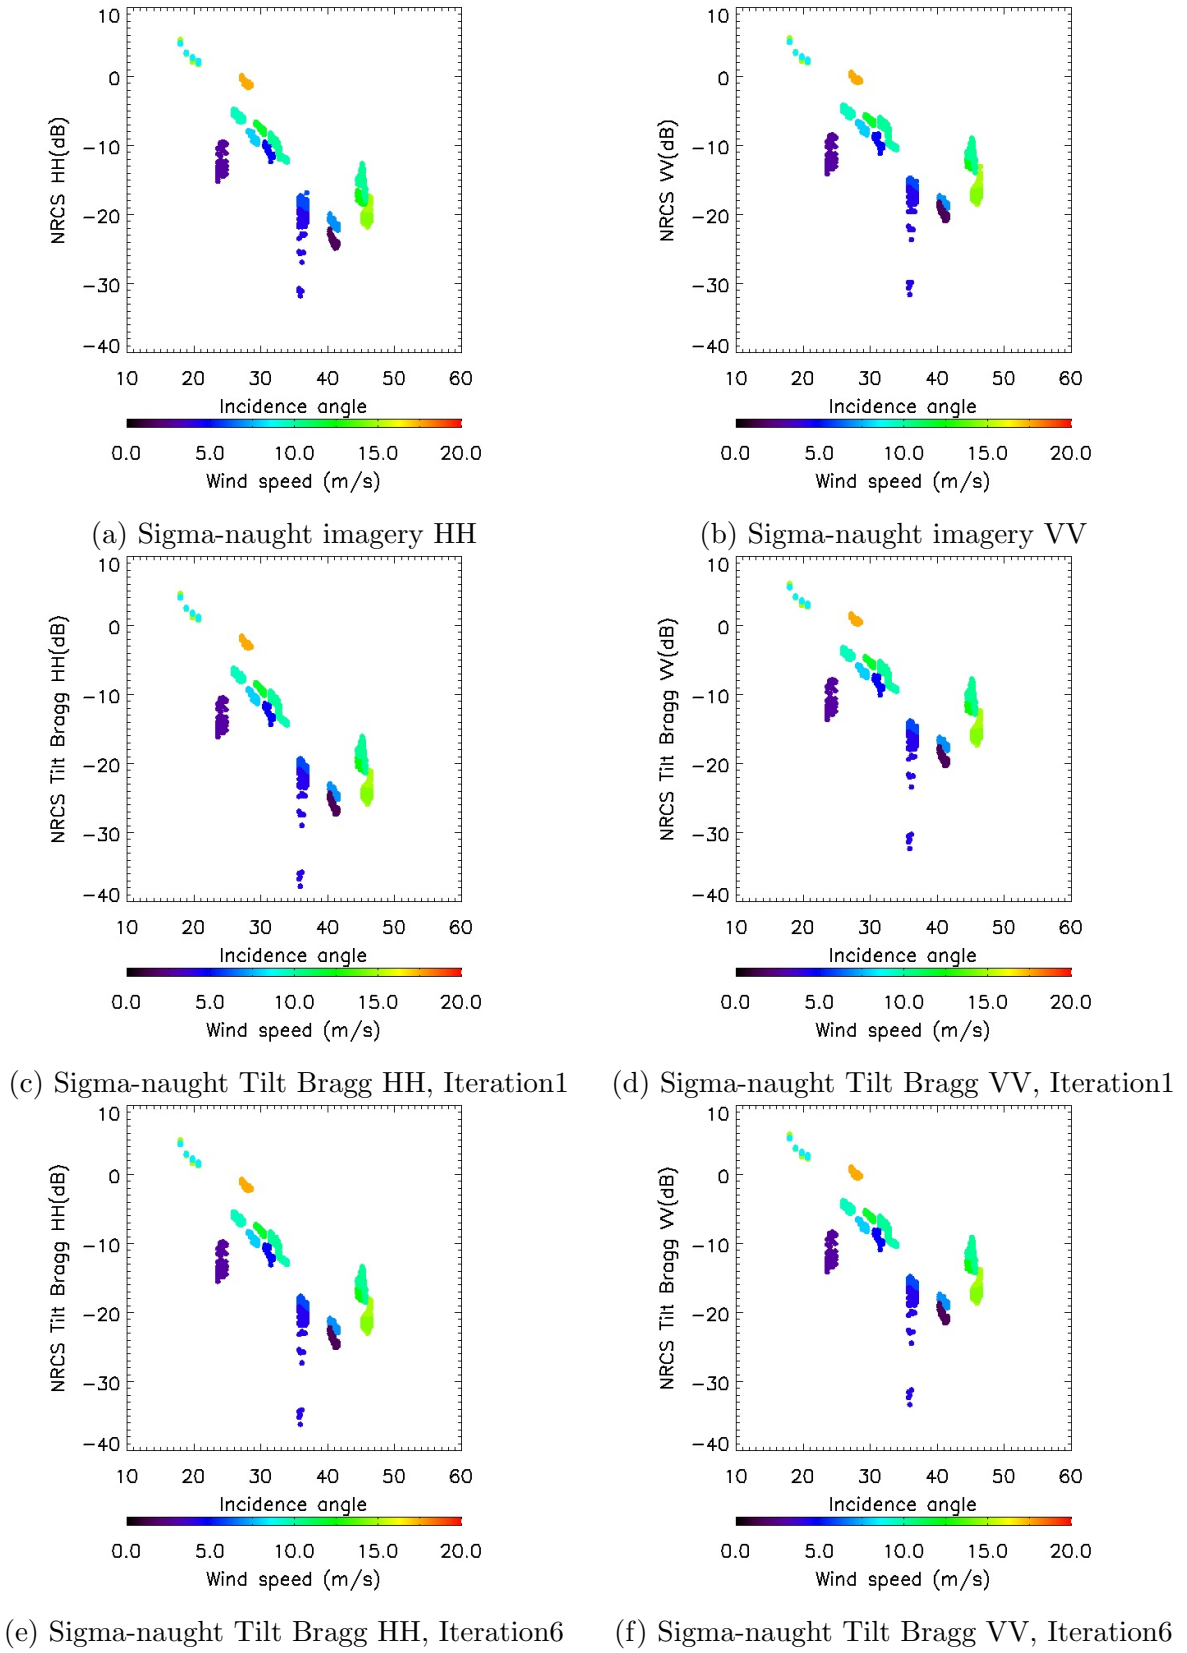 10
0
−10
−20
−30
−40
NRCS HH(dB)
10 20 30 40 50 60
Incidence angle
0.0 5.0 10.0 15.0 20.0
Wind speed (m/s)
(a) Sigma-naught imagery HH
10
0
−10
−20
−30
−40
NRCS VV(dB)
10 20 30 40 50 60
Incidence angle
0.0 5.0 10.0 15.0 20.0
Wind speed (m/s)
(b) Sigma-naught imagery VV
10
0
−10
−20
−30
−40
NRCS Tilt Bragg HH(dB)
10 20 30 40 50 60
Incidence angle
0.0 5.0 10.0 15.0 20.0
Wind speed (m/s)
(c) Sigma-naught Tilt Bragg HH, Iteration1
10
0
−10
−20
−30
−40
NRCS Tilt Bragg VV(dB)
10 20 30 40 50 60
Incidence angle
0.0 5.0 10.0 15.0 20.0
Wind speed (m/s)
(d) Sigma-naught Tilt Bragg VV, Iteration1
10
0
−10
−20
−30
−40
NRCS Tilt Bragg HH(dB)
10 20 30 40 50 60
Incidence angle
0.0 5.0 10.0 15.0 20.0
Wind speed (m/s)
(e) Sigma-naught Tilt Bragg HH, Iteration6
10
0
−10
−20
−30
−40
NRCS Tilt Bragg VV(dB)
10 20 30 40 50 60
Incidence angle
0.0 5.0 10.0 15.0 20.0
Wind speed (m/s)
(f) Sigma-naught Tilt Bragg VV, Iteration6